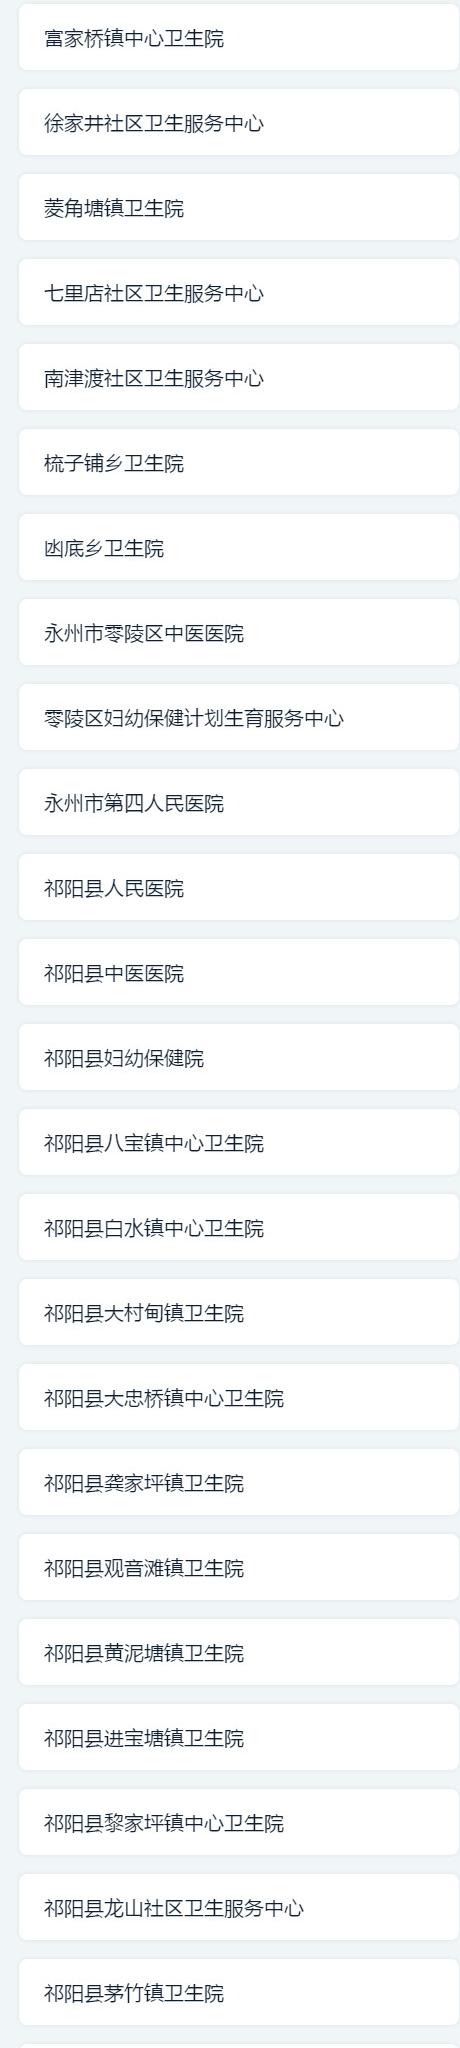 富家桥镇中心卫生院
徐家井社区卫生服务中心
菱角塘镇卫生院
七里店社区卫生服务中心
南津渡社区卫生服务中心
梳子铺乡卫生院
凼底乡卫生院
永州市零陵区中医医院
零陵区妇幼保健计划生育服务中心
永州市第四人民医院
祁阳县人民医院
祁阳县中医医院
祁阳县妇幼保健院
祁阳县八宝镇中心卫生院
祁阳县白水镇中心卫生院
祁阳县大村甸镇卫生院
祁阳县大忠桥镇中心卫生院
祁阳县龚家坪镇卫生院
祁阳县观音滩镇卫生院
祁阳县黄泥塘镇卫生院
祁阳县进宝塘镇卫生院
祁阳县黎家坪镇中心卫生院
祁阳县龙山社区卫生服务中心
祁阳县茅竹镇卫生院